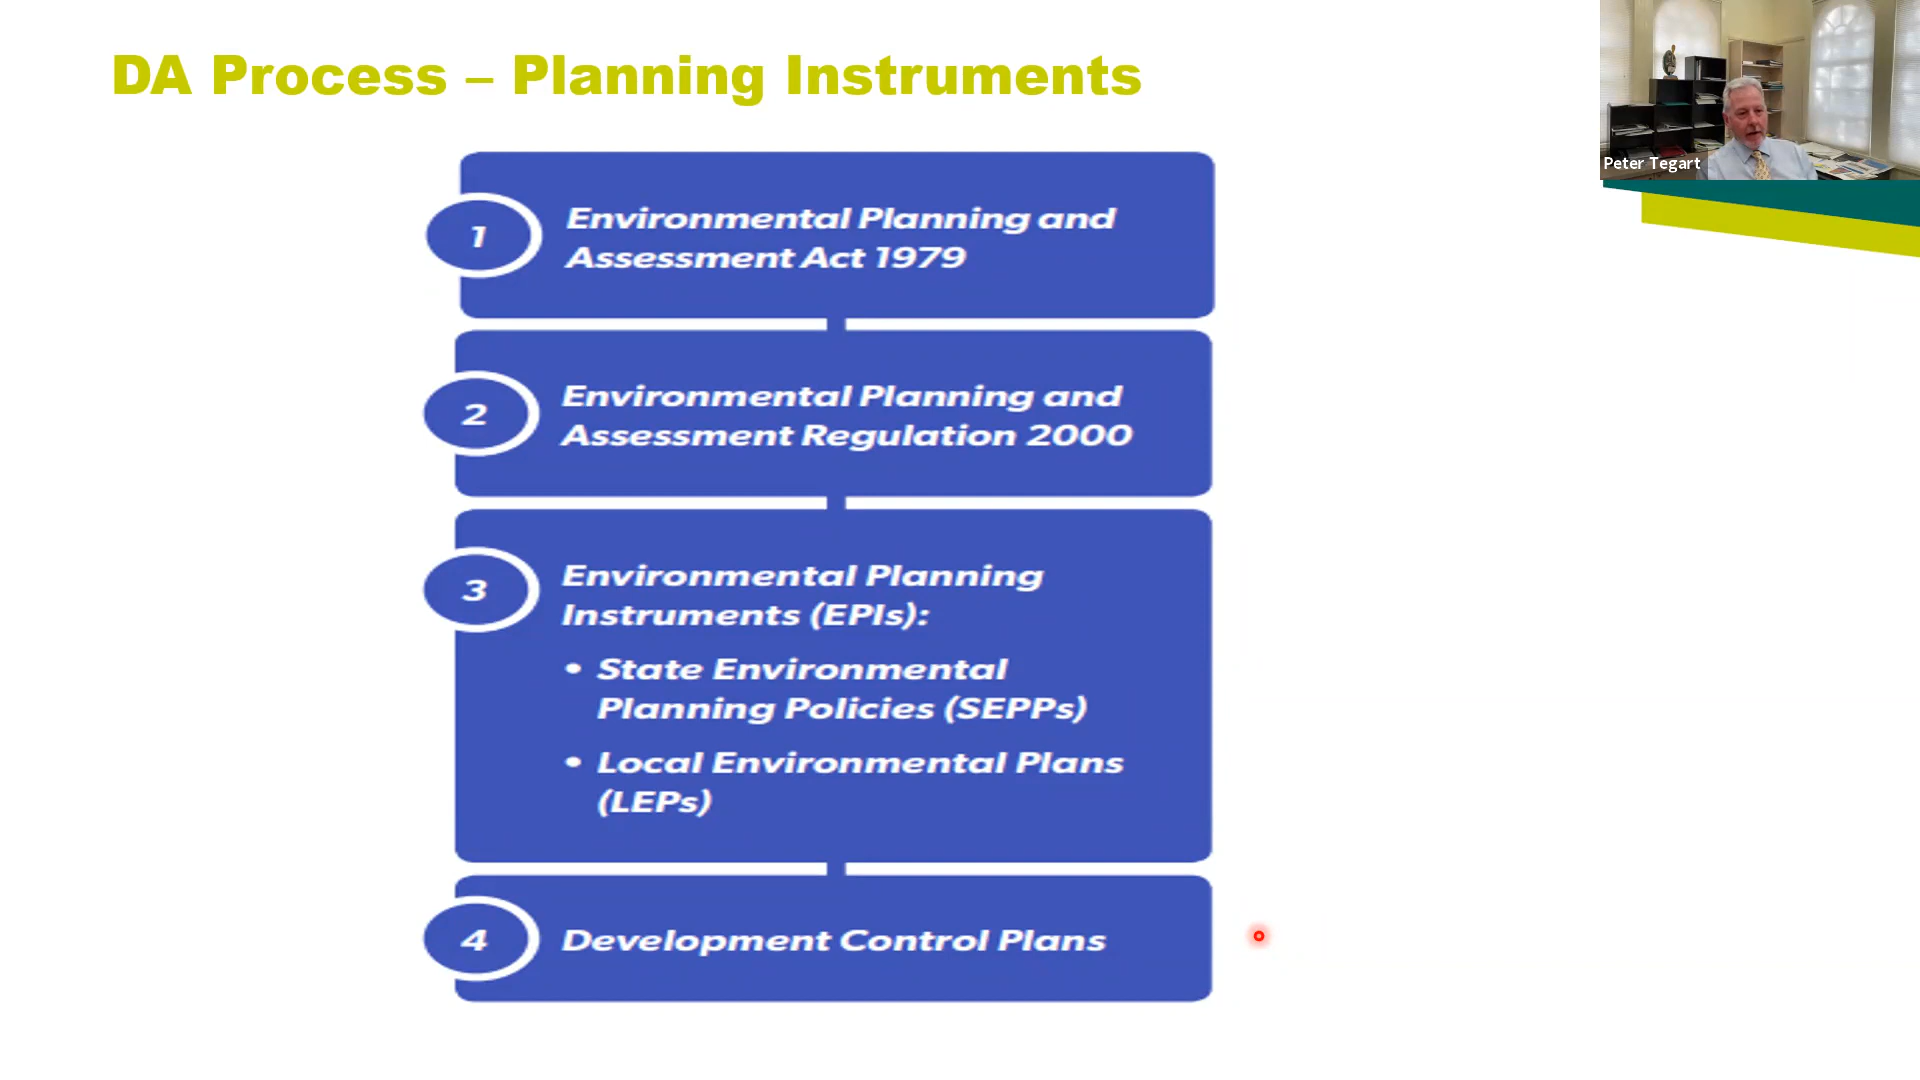 DA Process – Planning Instruments
Peter Tegart
1
Environmental Planning and
Assessment Act 1979
2
Environmental Planning and
Assessment Regulation 2000
3
Environmental Planning
Instruments (EPIs):
• State Environmental
Planning Policies (SEPPs)
• Local Environmental Plans
(LEPs)
4
Development Control Plans